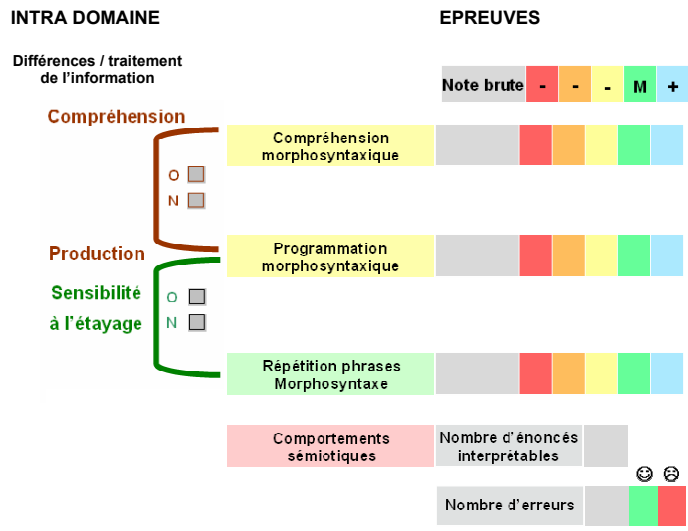 INTRA DOMAINE
EPREUVES
Différences / traitement
de l'information
Note brute - - - M +
Compréhension
Compréhension
morphosyntaxique
O
N
Production
Programmation
morphosyntaxique
Sensibilité
à l'étayage
O
N
Répétition phrases
Morphosyntaxe
Comportements
sémiotiques
Nombre d'énoncés
interprétables
Nombre d'erreurs